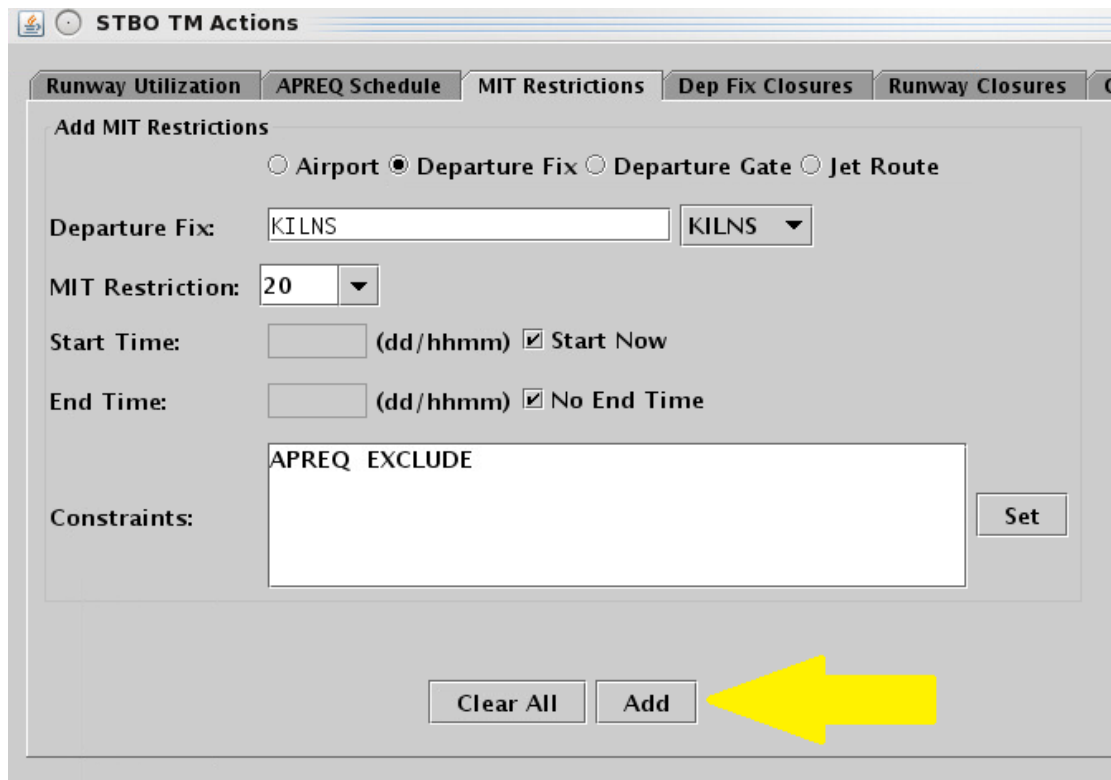 STBO TM Actions
Runway Utilization APREQ Schedule MIT Restrictions Dep Fix Closures Runway Closures
Add MIT Restrictions
Airport Departure Fix Departure Gate Jet Route
Departure Fix: KILNS KILNS
MIT Restriction: 20
Start Time: (dd/hhmm) Start Now
End Time: (dd/hhmm) No End Time
APREQ EXCLUDE
Constraints: Set
Clear All Add